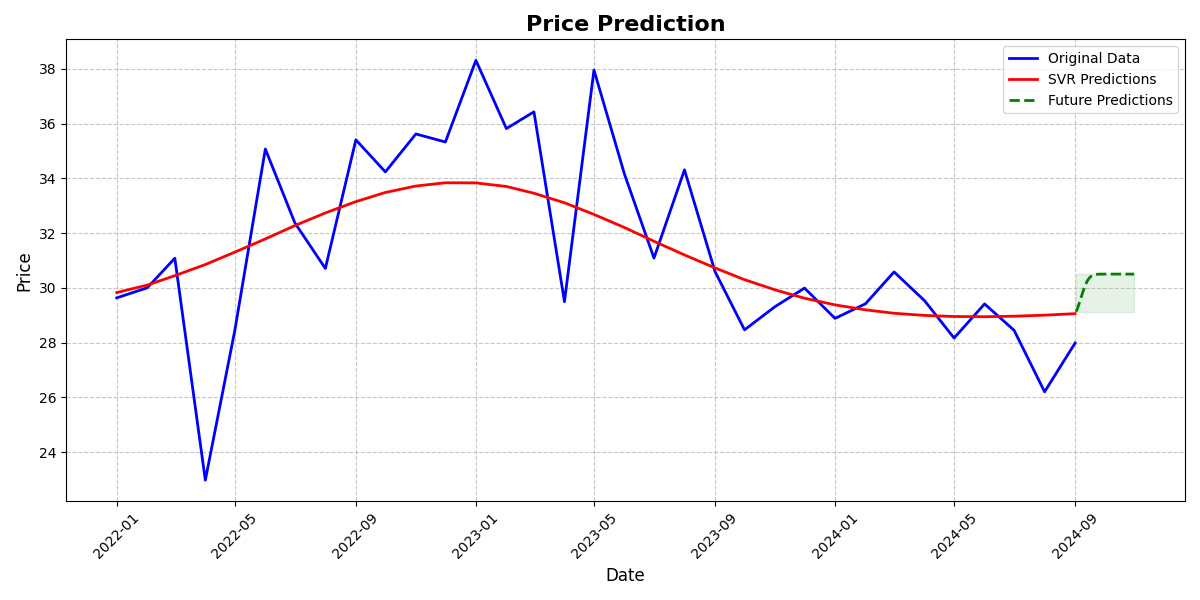 Price Prediction
Original Data
SVR Predictions
Future Predictions
Price
38
36
34
32
30
28
26
24
2022-01
2022-05
2022-09
2023-01
2023-05
2023-09
2024-01
2024-05
2024-09
Date